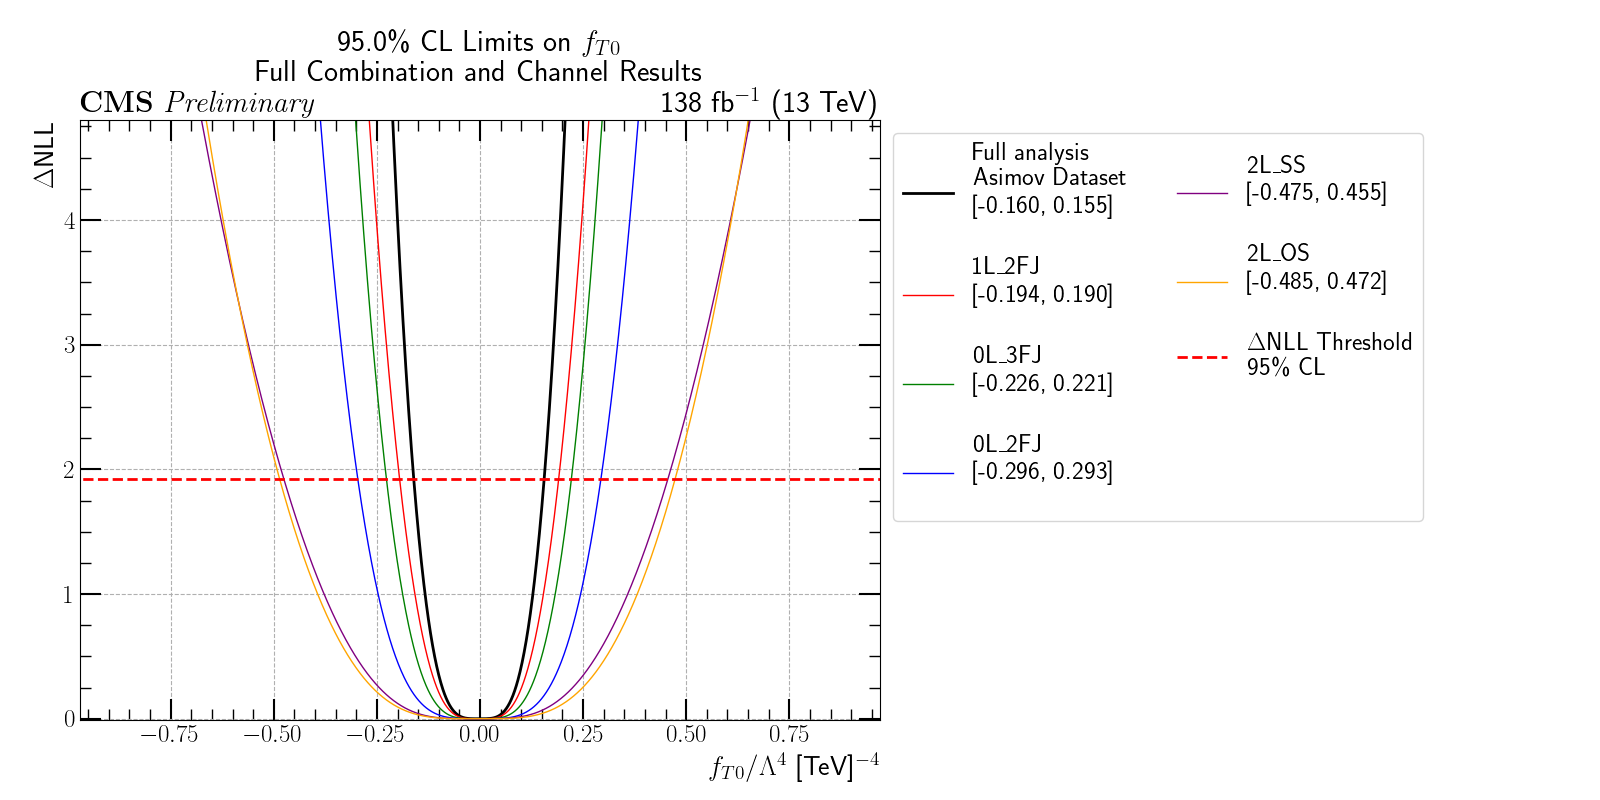 95.0% CL Limits on f_{T0}
Full Combination and Channel Results
CMS Preliminary 138 fb⁻¹ (13 TeV)
ΔNLL
4
3
2
1
0
−0.75 −0.50 −0.25 0.00 0.25 0.50 0.75
f_{T0}/Λ⁴ [TeV]⁻⁴
Full analysis
Asimov Dataset
[-0.160, 0.155]
1L_2FJ
[-0.194, 0.190]
0L_3FJ
[-0.226, 0.221]
0L_2FJ
[-0.296, 0.293]
2L_SS
[-0.475, 0.455]
2L_OS
[-0.485, 0.472]
ΔNLL Threshold
95% CL